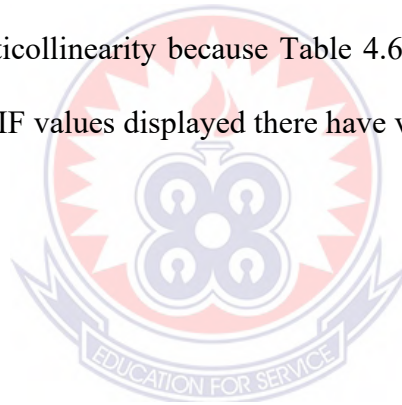 ticollinearity because Table 4.6
IF values displayed there have v
EDUCATION FOR SERVICE